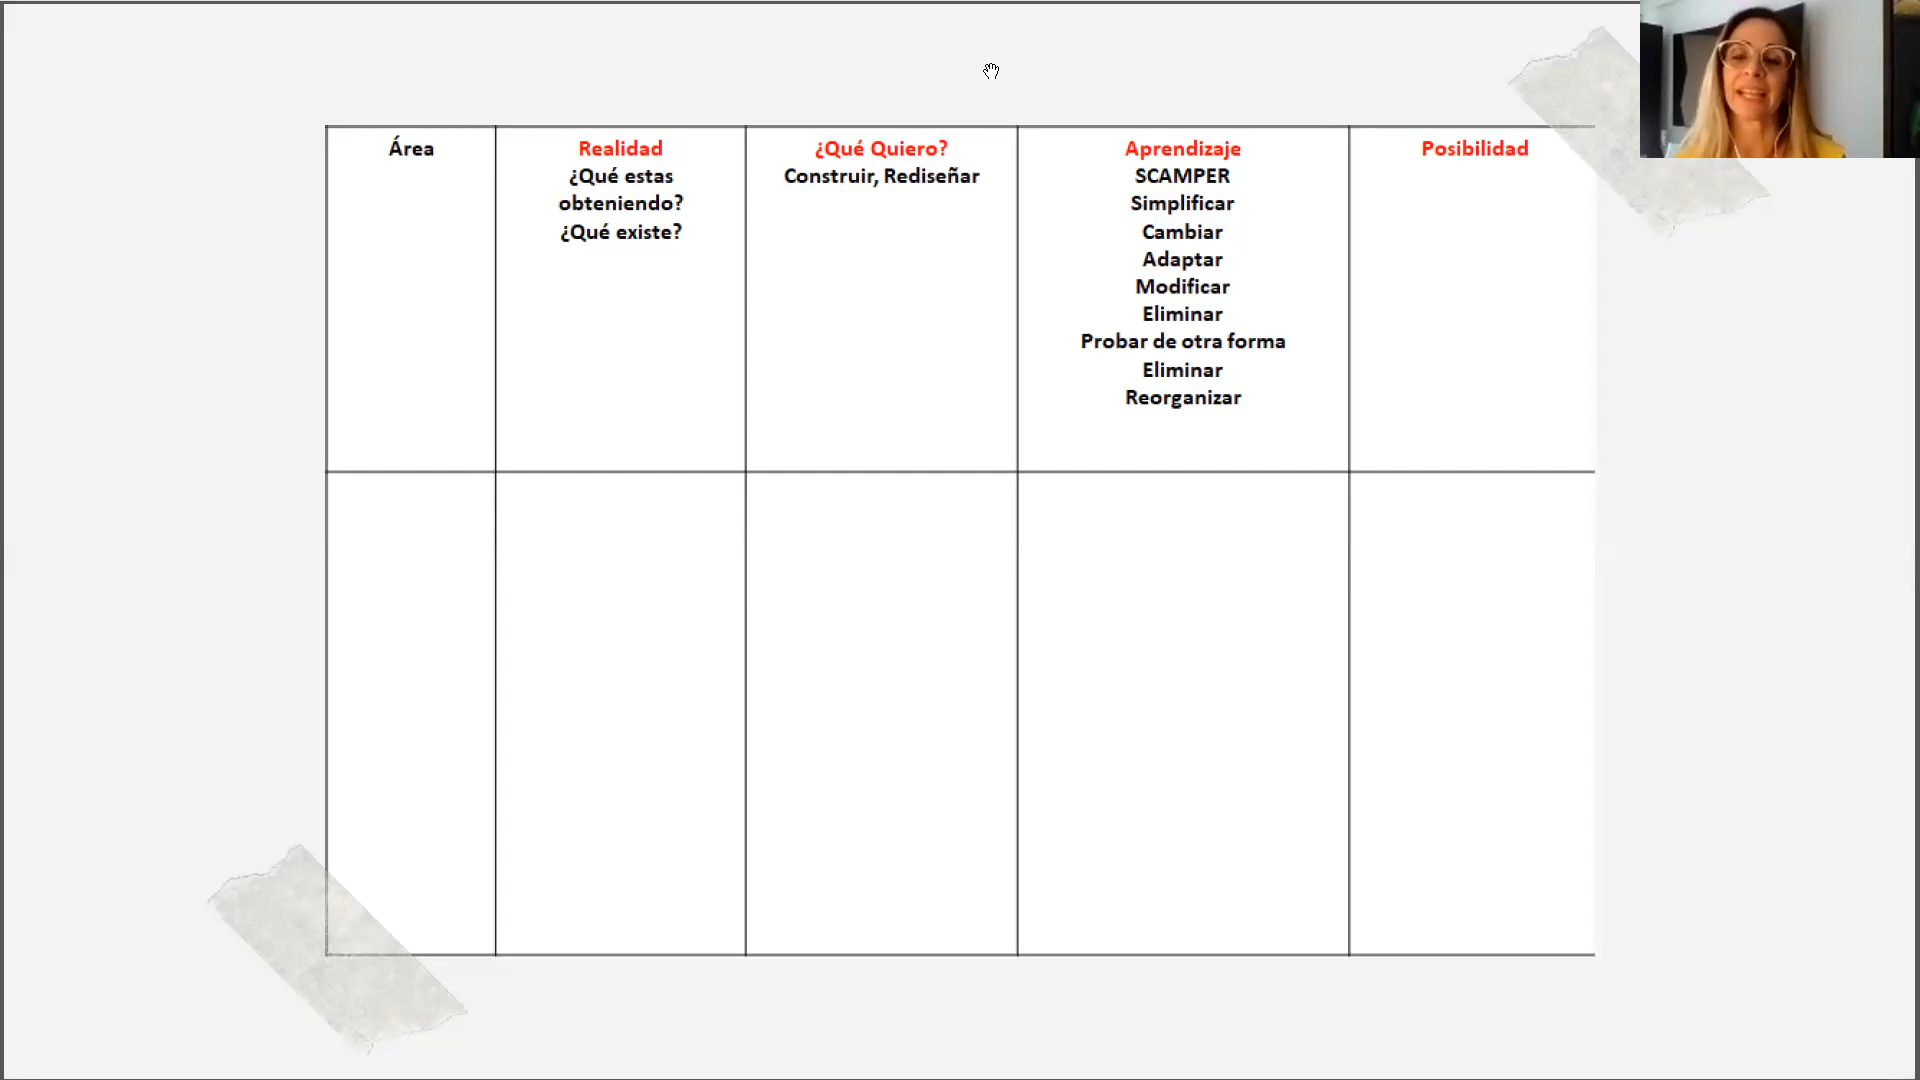 Área
Realidad
¿Qué estas
obteniendo?
¿Qué existe?
¿Qué Quiero?
Construir, Rediseñar
Aprendizaje
SCAMPER
Simplificar
Cambiar
Adaptar
Modificar
Eliminar
Probar de otra forma
Eliminar
Reorganizar
Posibilidad